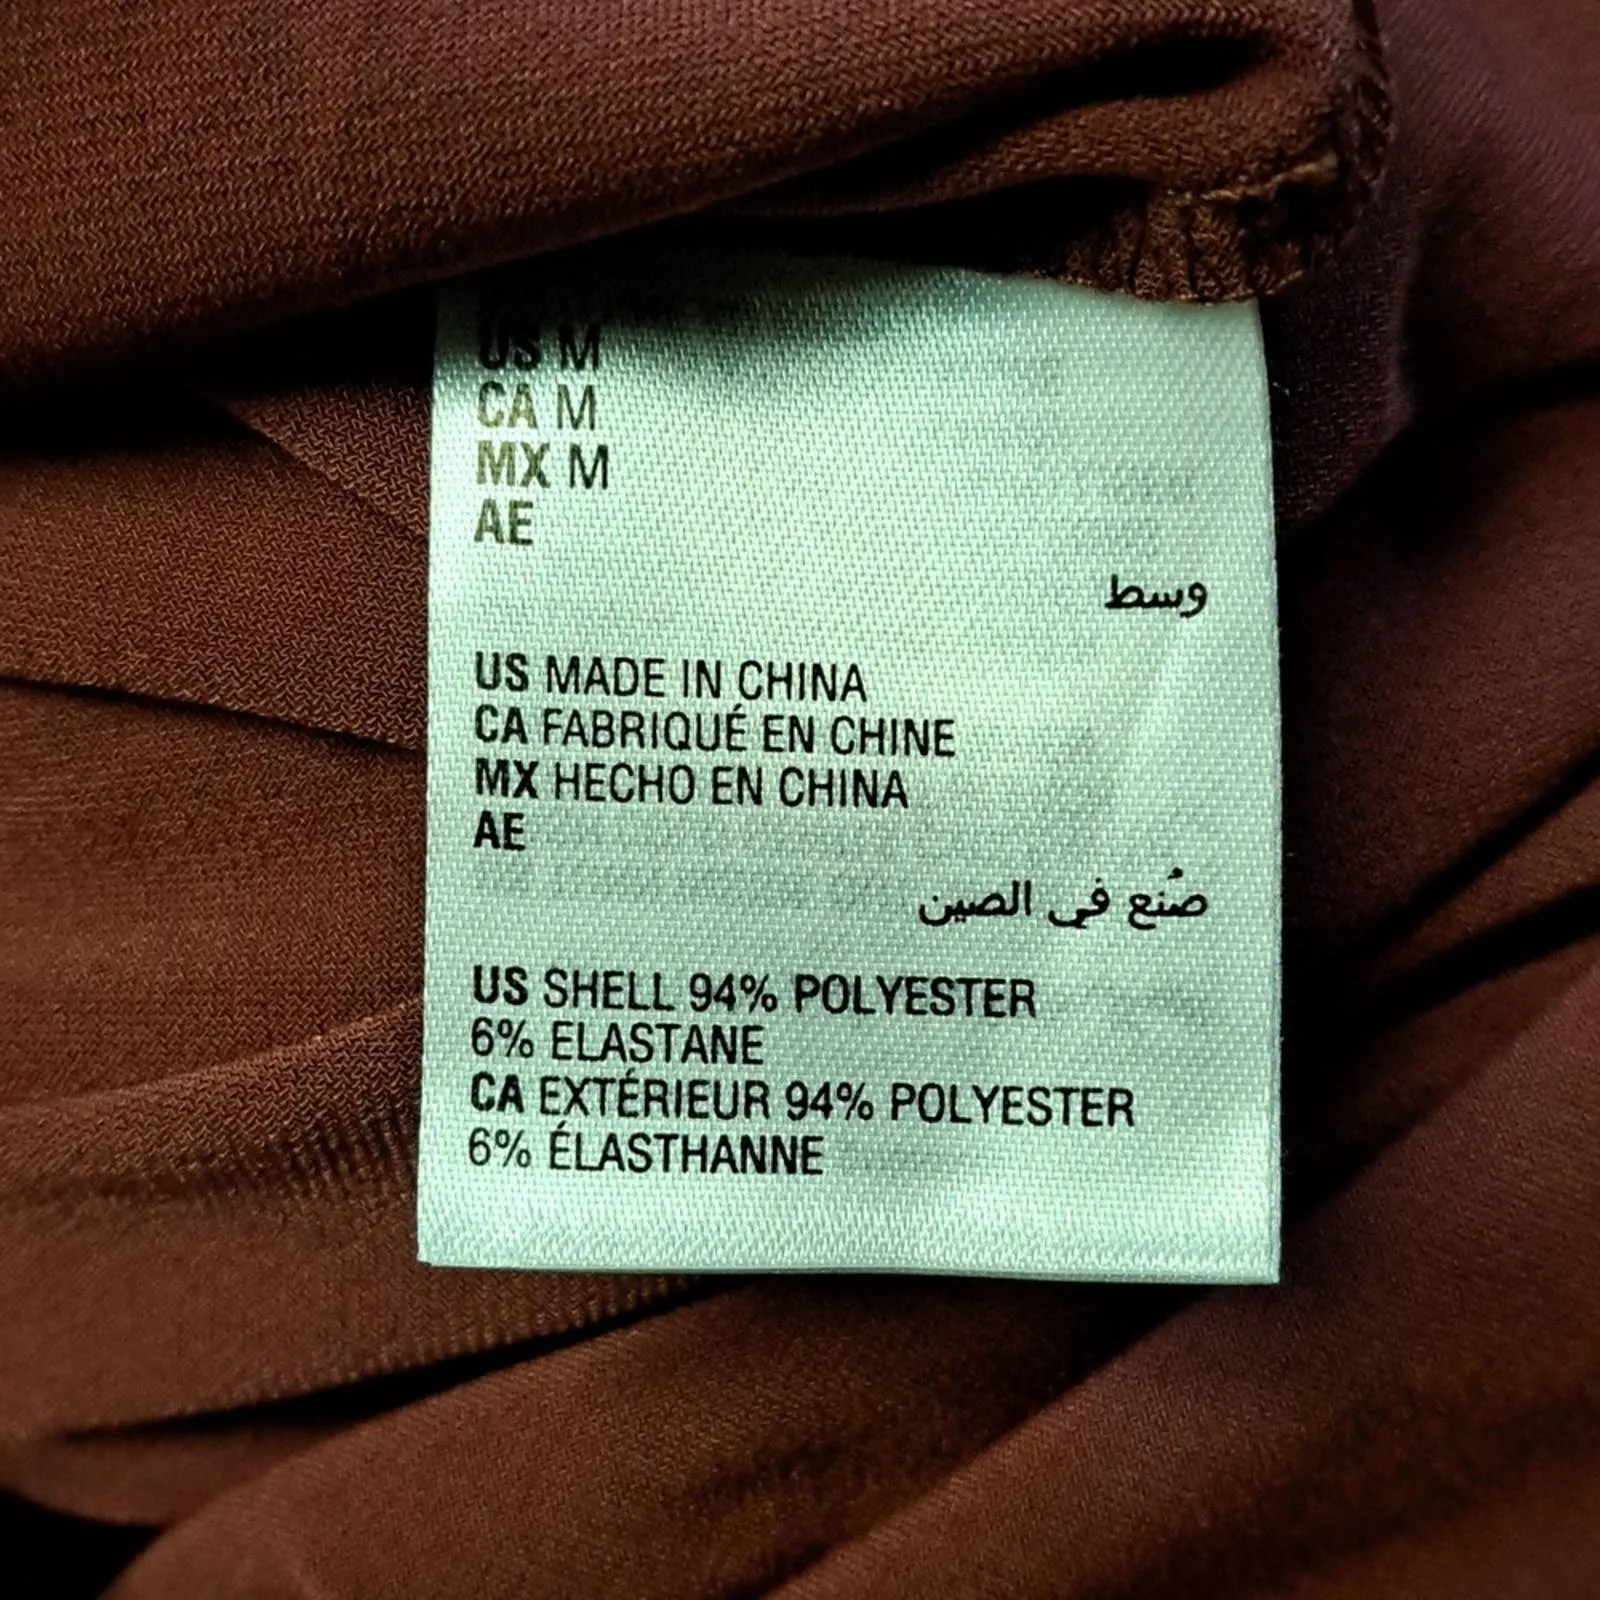 US M
CA M
MX M
AE
وسط
US MADE IN CHINA
CA FABRIQUÉ EN CHINE
MX HECHO EN CHINA
AE
صُنع في الصين
US SHELL 94% POLYESTER
6% ELASTANE
CA EXTÉRIEUR 94% POLYESTER
6% ÉLASTHANNE